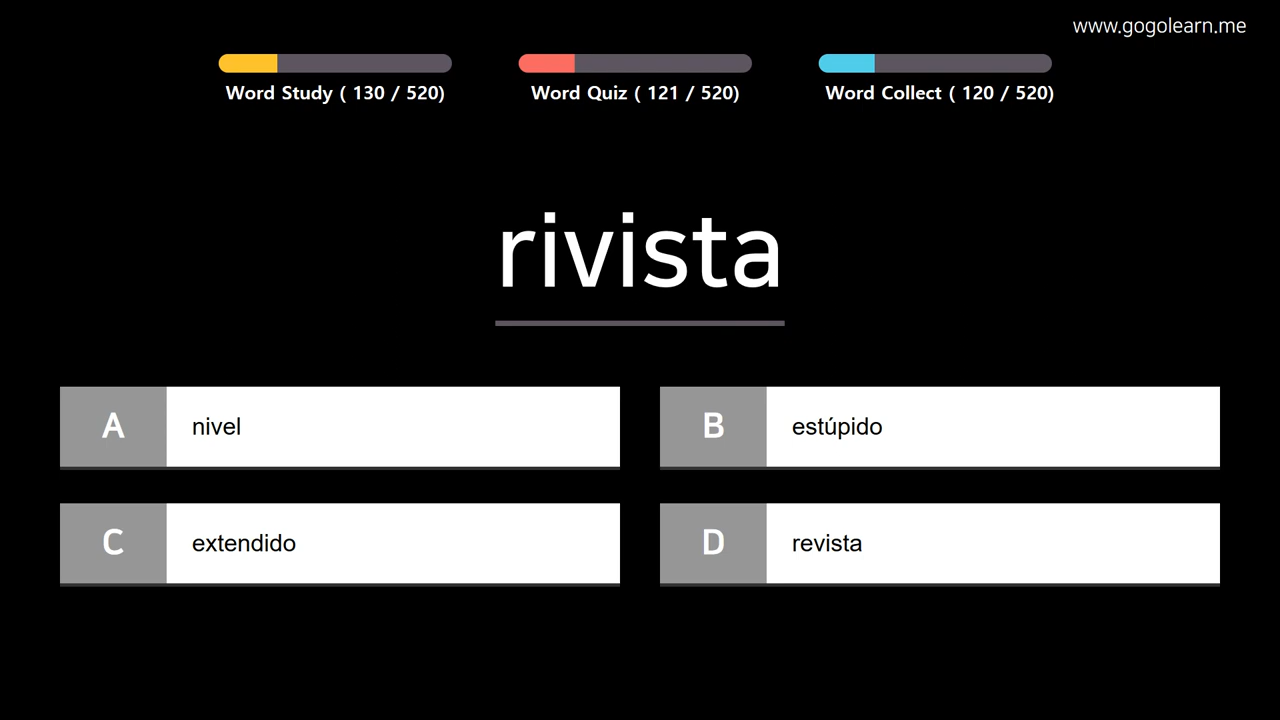 www.gogolearn.me
Word Study ( 130 / 520)
Word Quiz ( 121 / 520)
Word Collect ( 120 / 520)
rivista
A
nivel
B
estúpido
C
extendido
D
revista